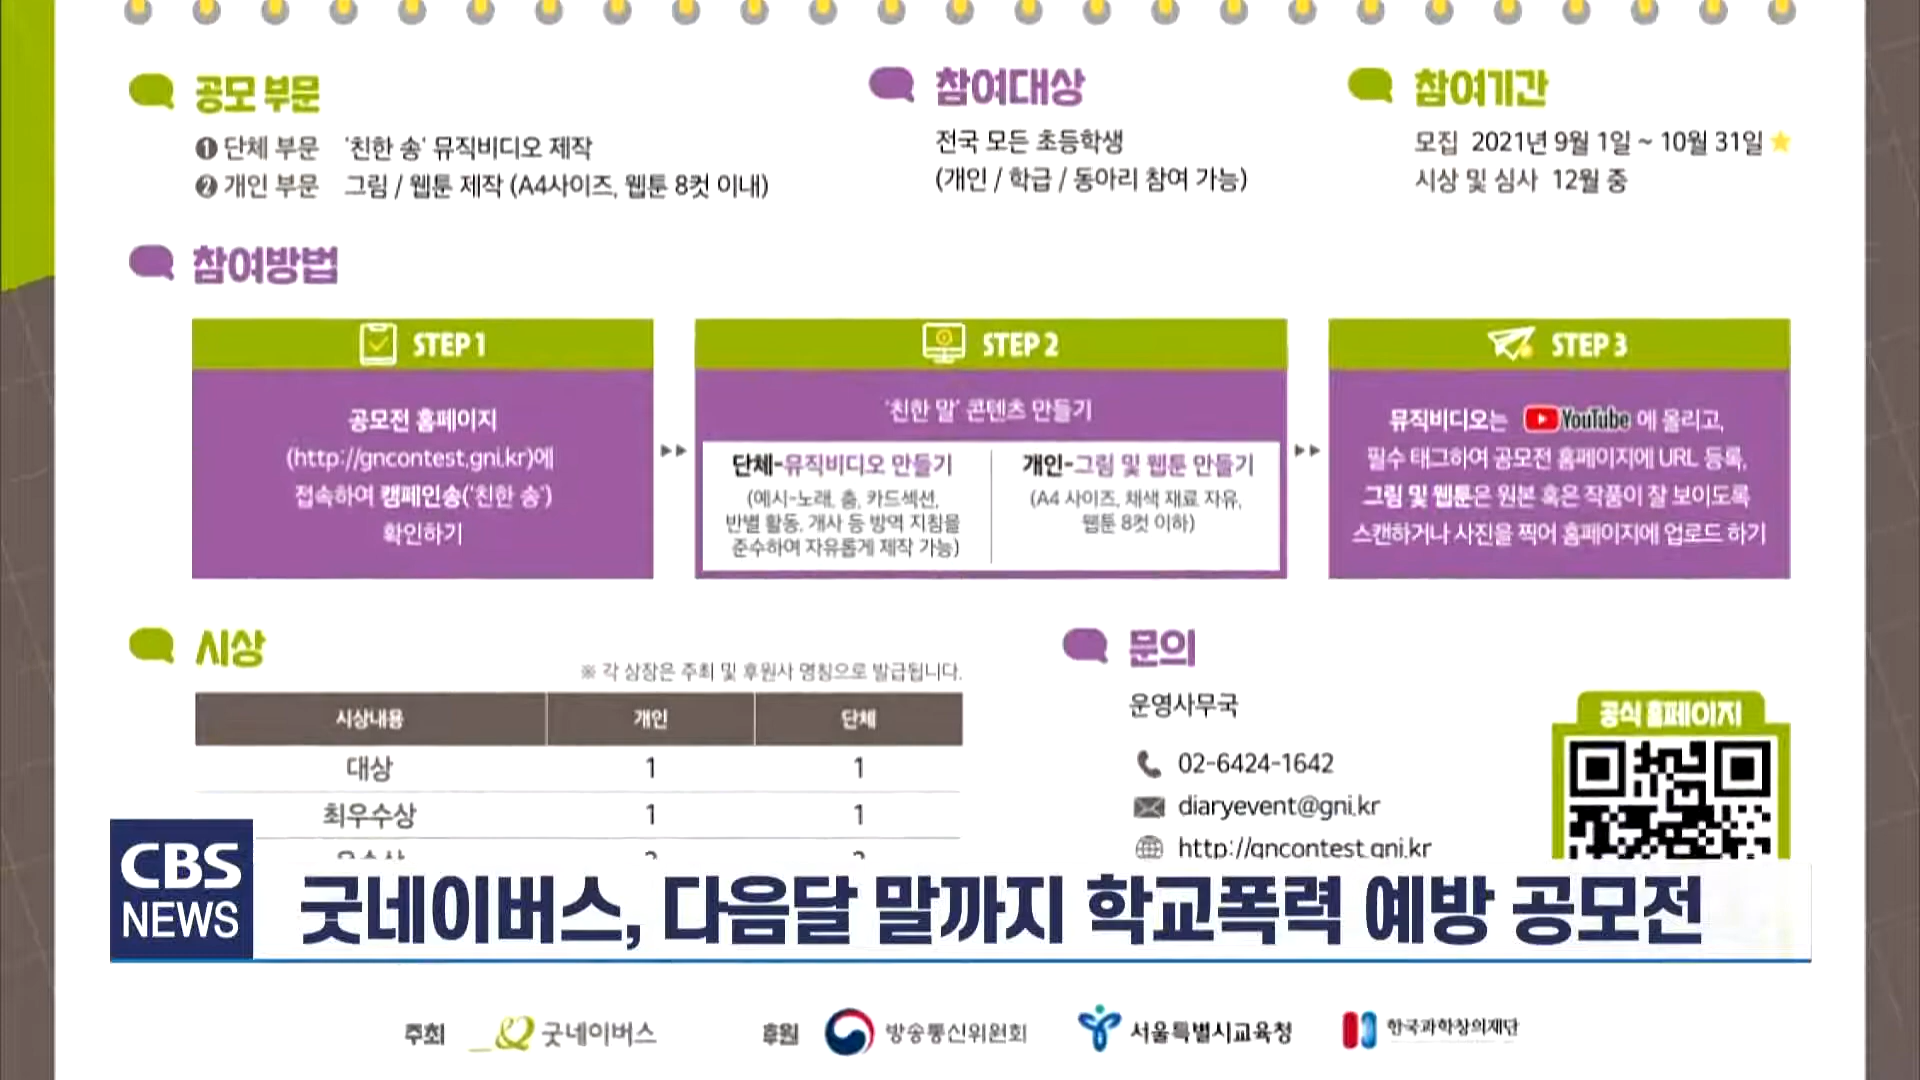 공모 부문
❶ 단체 부문 '친한 송' 뮤직비디오 제작
❷ 개인 부문 그림 / 웹툰 제작 (A4사이즈, 웹툰 8컷 이내)
참여대상
전국 모든 초등학생
(개인 / 학급 / 동아리 참여 가능)
참여기간
모집 2021년 9월 1일 ~ 10월 31일
시상 및 심사 12월 중
참여방법
STEP 1
공모전 홈페이지
(http://gncontest.gni.kr)에
접속하여 캠페인송('친한 송')
확인하기
STEP 2
'친한 말' 콘텐츠 만들기
단체-뮤직비디오 만들기
(예시-노래, 춤, 카드섹션,
반별 활동, 개사 등 방역 지침을
준수하여 자유롭게 제작 가능)
개인-그림 및 웹툰 만들기
(A4 사이즈, 채색 재료 자유,
웹툰 8컷 이하)
STEP 3
뮤직비디오는 YouTube 에 올리고,
필수 태그하여 공모전 홈페이지에 URL 등록,
그림 및 웹툰은 원본 혹은 작품이 잘 보이도록
스캔하거나 사진을 찍어 홈페이지에 업로드 하기
시상
※ 각 상장은 주최 및 후원사 명칭으로 발급됩니다.
시상내용 개인 단체
대상 1 1
최우수상 1 1
문의
운영사무국
02-6424-1642
diaryevent@gni.kr
http://gncontest.gni.kr
공식 홈페이지
CBS
NEWS
굿네이버스, 다음달 말까지 학교폭력 예방 공모전
주최 굿네이버스 후원 방송통신위원회 서울특별시교육청 한국과학창의재단